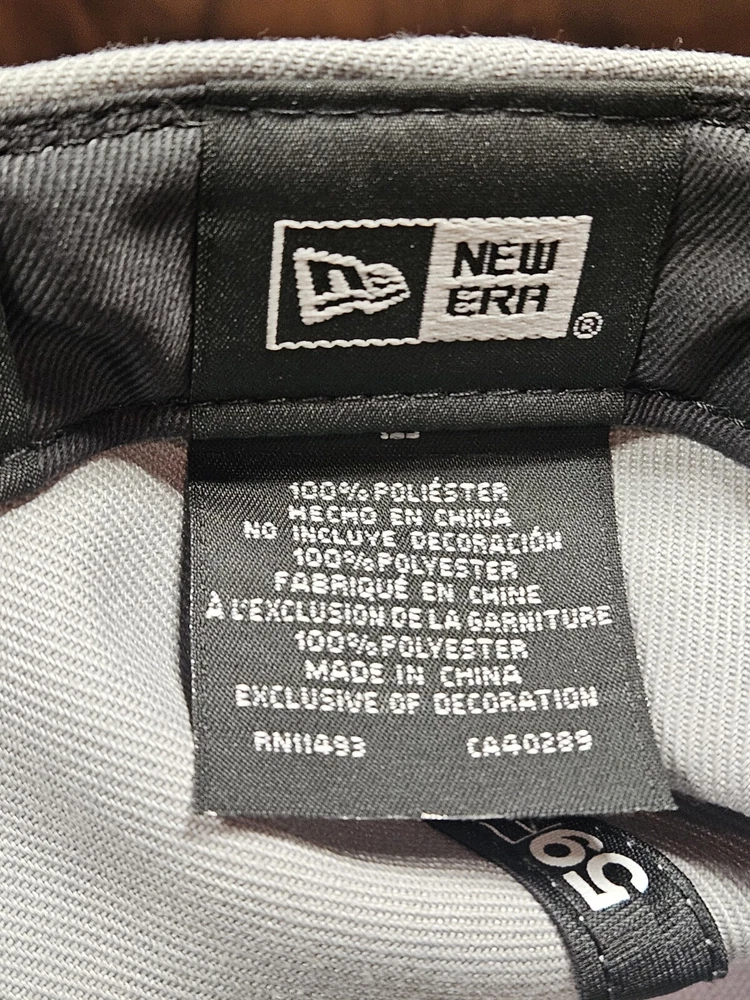 NEW
ERA
®
100% POLIÉSTER
HECHO EN CHINA
NO INCLUYE DECORACIÓN
100% POLYESTER
FABRIQUÉ EN CHINE
À L'EXCLUSION DE LA GARNITURE
100% POLYESTER
MADE IN CHINA
EXCLUSIVE OF DECORATION
RN11493 CA40289
59